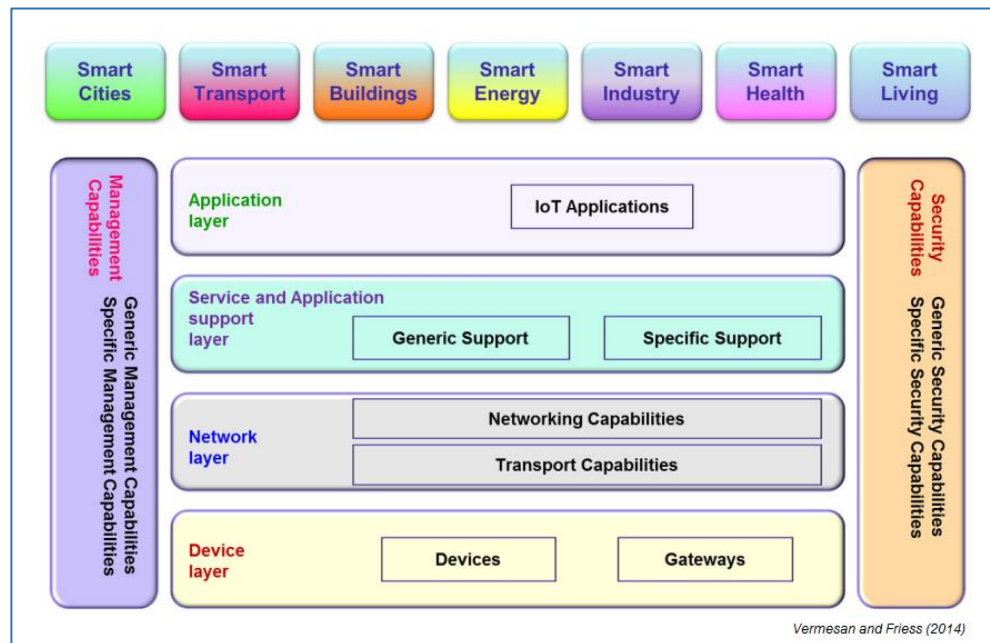 Smart
Cities
Smart
Transport
Smart
Buildings
Smart
Energy
Smart
Industry
Smart
Health
Smart
Living
Management
Capabilities
Generic Management Capabilities
Specific Management Capabilities
Application
layer
IoT Applications
Service and Application
support
layer
Generic Support
Specific Support
Network
layer
Networking Capabilities
Transport Capabilities
Device
layer
Devices
Gateways
Security
Capabilities
Generic Security Capabilities
Specific Security Capabilities
Vermesan and Friess (2014)